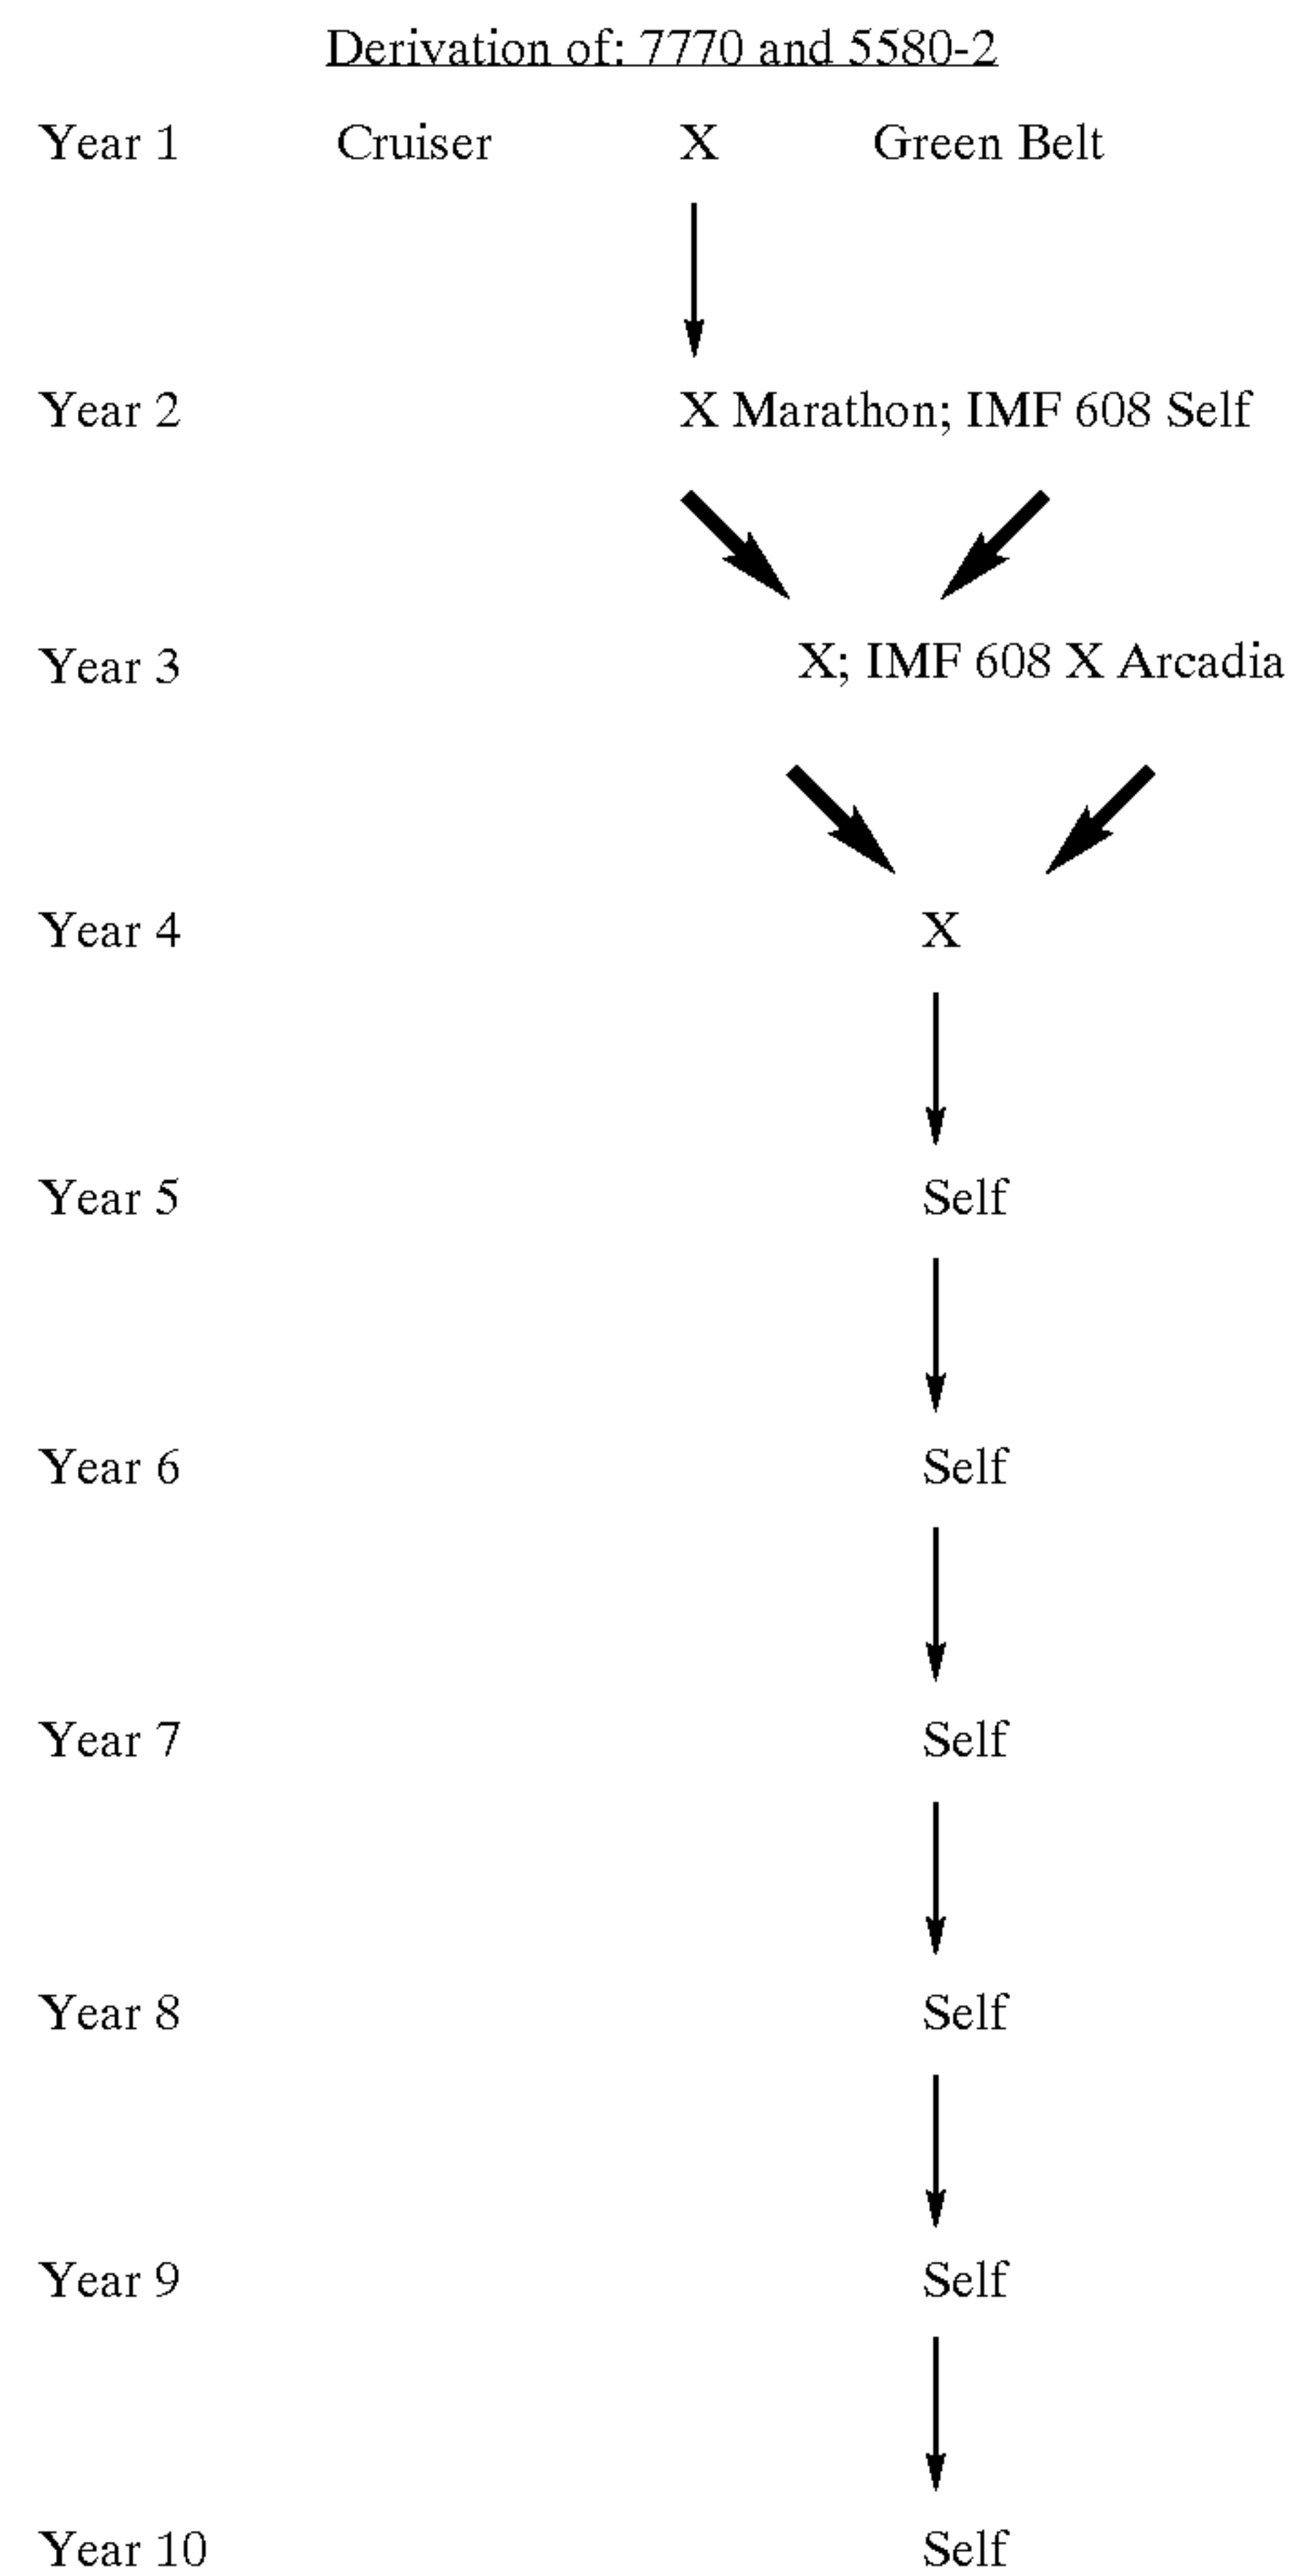 Derivation of: 7770 and 5580-2
Year 1 Cruiser X Green Belt
Year 2 X Marathon; IMF 608 Self
Year 3 X; IMF 608 X Arcadia
Year 4 X
Year 5 Self
Year 6 Self
Year 7 Self
Year 8 Self
Year 9 Self
Year 10 Self